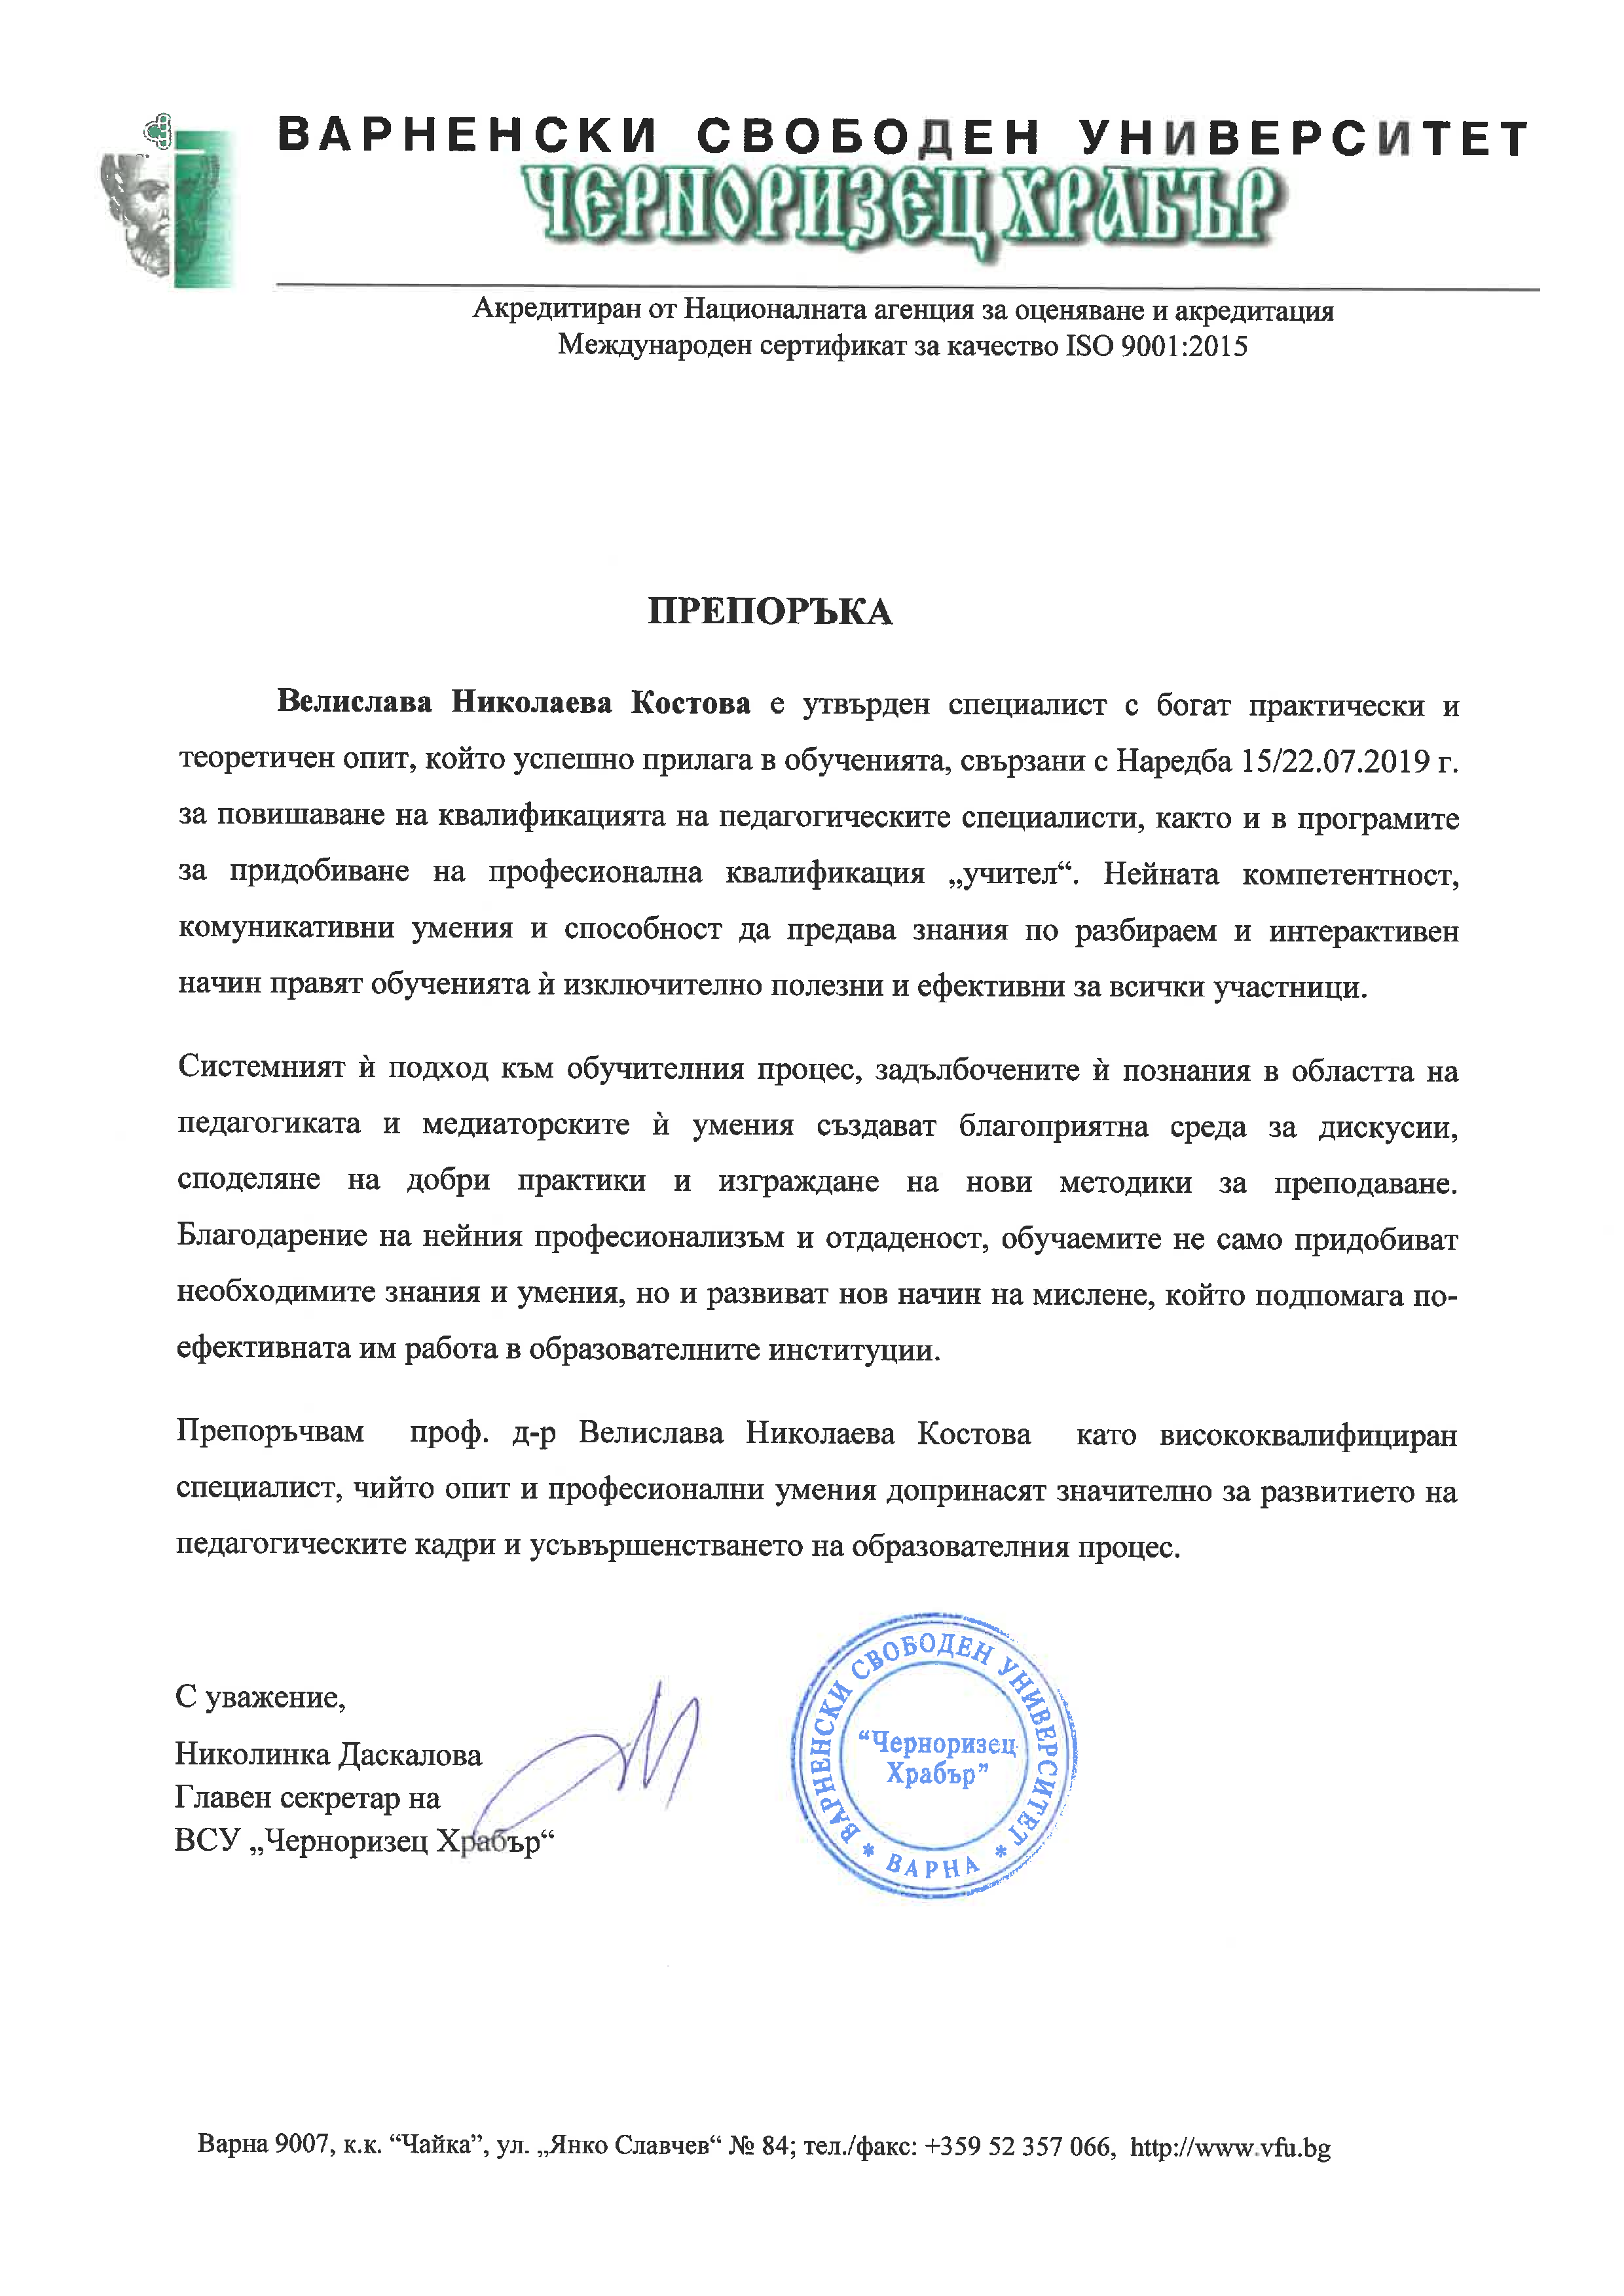 ВАРНЕНСКИ СВОБОДЕН УНИВЕРСИТЕТ
ЧЕРНОРИЗЕЦ ХРАБЪР
Акредитиран от Националната агенция за оценяване и акредитация
Международен сертификат за качество ISO 9001:2015
ПРЕПОРЪКА
Велислава Николаева Костова е утвърден специалист с богат практически и
теоретичен опит, който успешно прилага в обученията, свързани с Наредба 15/22.07.2019 г.
за повишаване на квалификацията на педагогическите специалисти, както и в програмите
за придобиване на професионална квалификация „учител“. Нейната компетентност,
комуникативни умения и способност да предава знания по разбираем и интерактивен
начин правят обученията ѝ изключително полезни и ефективни за всички участници.
Системният ѝ подход към обучителния процес, задълбочените ѝ познания в областта на
педагогиката и медиаторските ѝ умения създават благоприятна среда за дискусии,
споделяне на добри практики и изграждане на нови методики за преподаване.
Благодарение на нейния професионализъм и отдаденост, обучаемите не само придобиват
необходимите знания и умения, но и развиват нов начин на мислене, който подпомага по-
ефективната им работа в образователните институции.
Препоръчвам проф. д-р Велислава Николаева Костова като висококвалифициран
специалист, чийто опит и професионални умения допринасят значително за развитието на
педагогическите кадри и усъвършенстването на образователния процес.
С уважение,
Николинка Даскалова
Главен секретар на
ВСУ „Черноризец Храбър“
ВАРНЕНСКИ СВОБОДЕН УНИВЕРСИТЕТ
“Черноризец
Храбър”
* ВАРНА *
Варна 9007, к.к. “Чайка”, ул. „Янко Славчев“ № 84; тел./факс: +359 52 357 066, http://www.vfu.bg